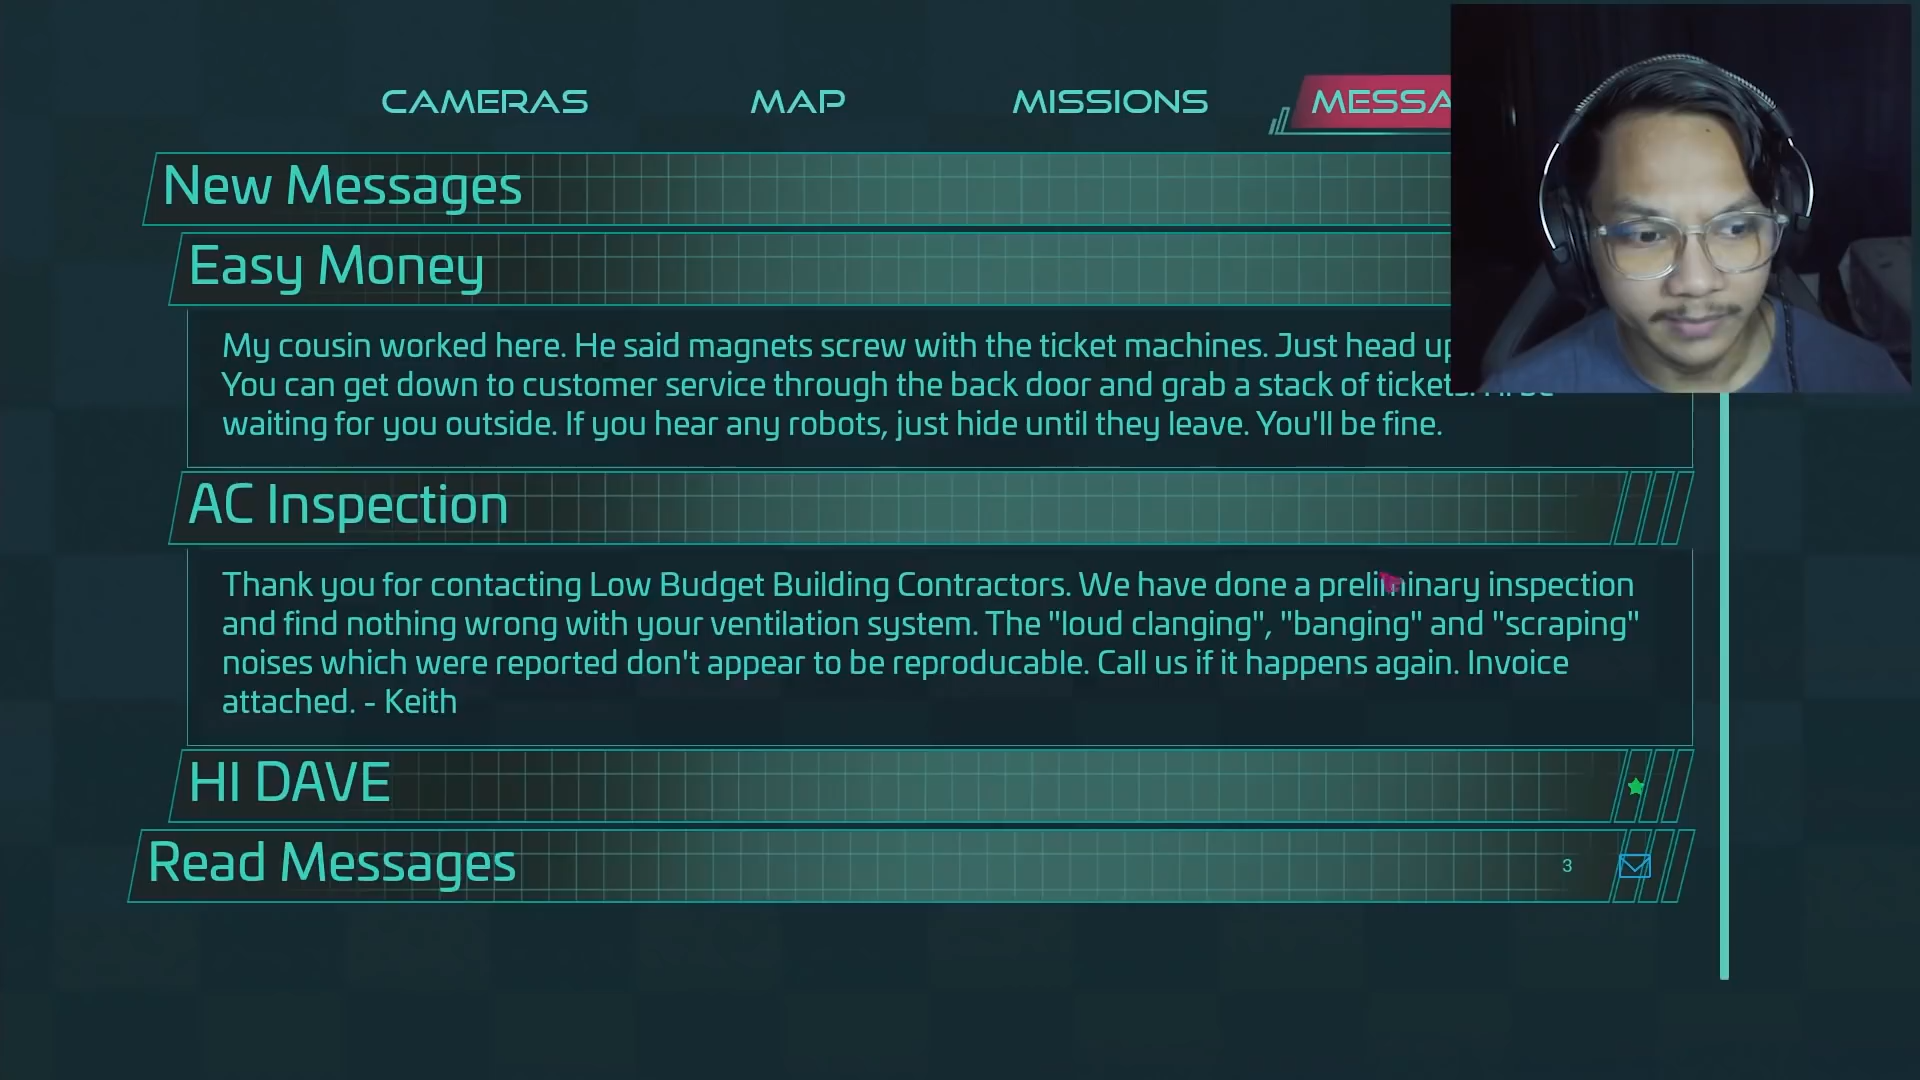 CAMERAS MAP MISSIONS MESSA
New Messages
Easy Money
My cousin worked here. He said magnets screw with the ticket machines. Just head up
You can get down to customer service through the back door and grab a stack of tickets.
waiting for you outside. If you hear any robots, just hide until they leave. You'll be fine.
AC Inspection
Thank you for contacting Low Budget Building Contractors. We have done a preliminary inspection
and find nothing wrong with your ventilation system. The "loud clanging", "banging" and "scraping"
noises which were reported don't appear to be reproducable. Call us if it happens again. Invoice
attached. - Keith
HI DAVE
Read Messages 3